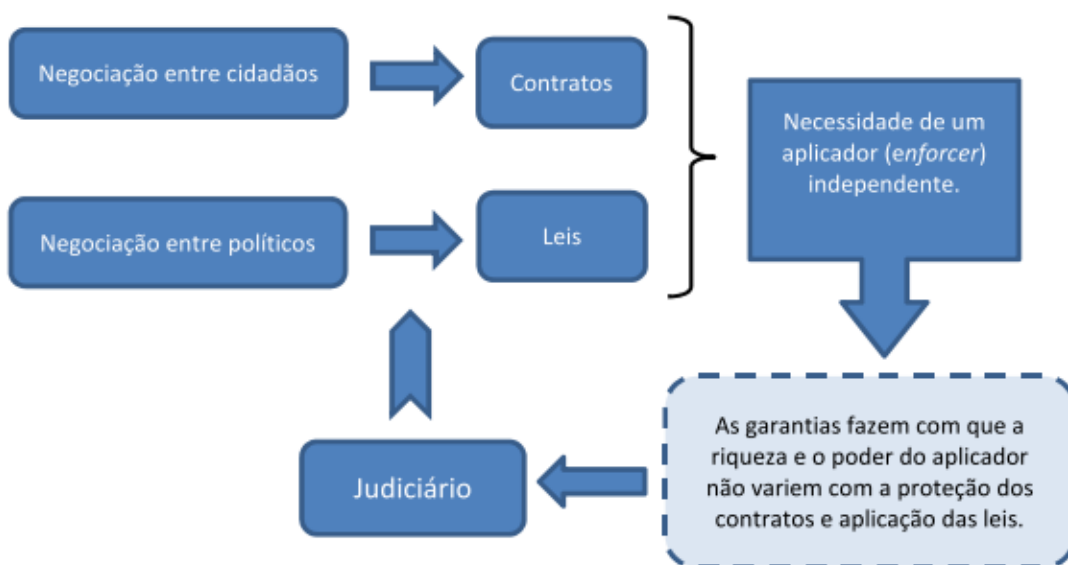 Negociação entre cidadãos
Contratos
Necessidade de um
aplicador (enforcer)
independente.
Negociação entre políticos
Leis
As garantias fazem com que a
riqueza e o poder do aplicador
não variem com a proteção dos
contratos e aplicação das leis.
Judiciário